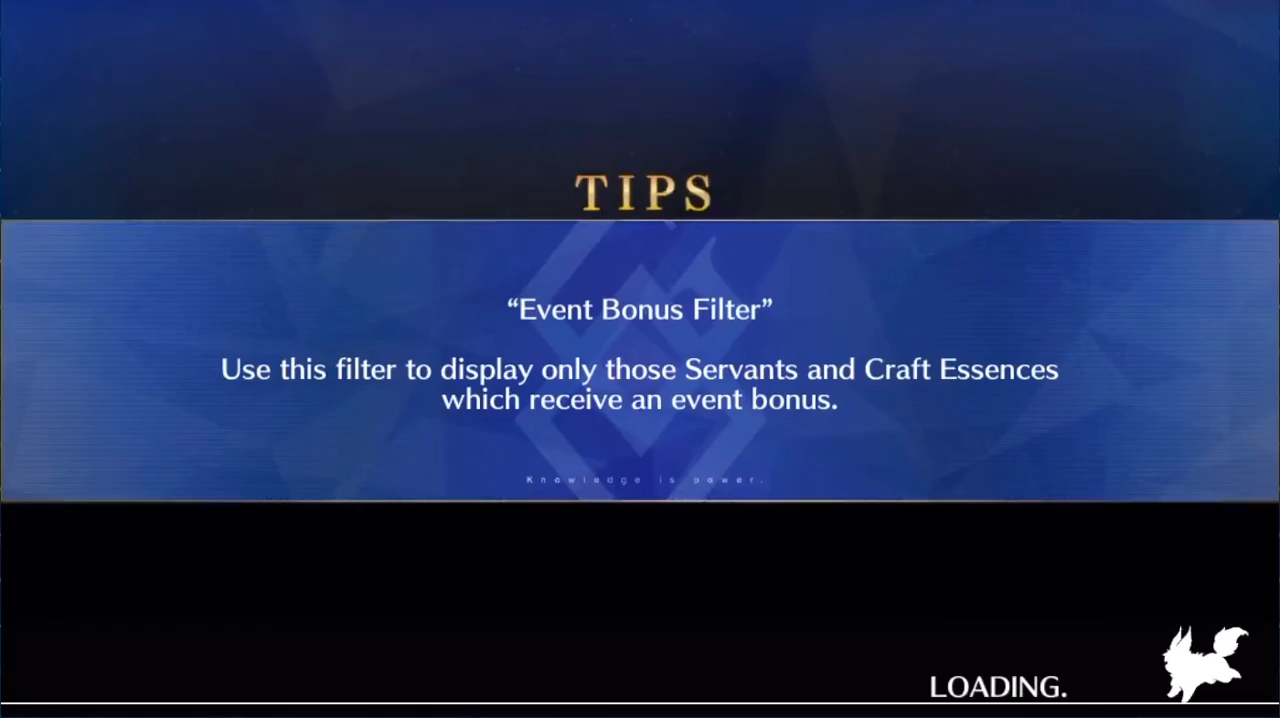 TIPS
“Event Bonus Filter”
Use this filter to display only those Servants and Craft Essences
which receive an event bonus.
Knowledge is power.
LOADING.